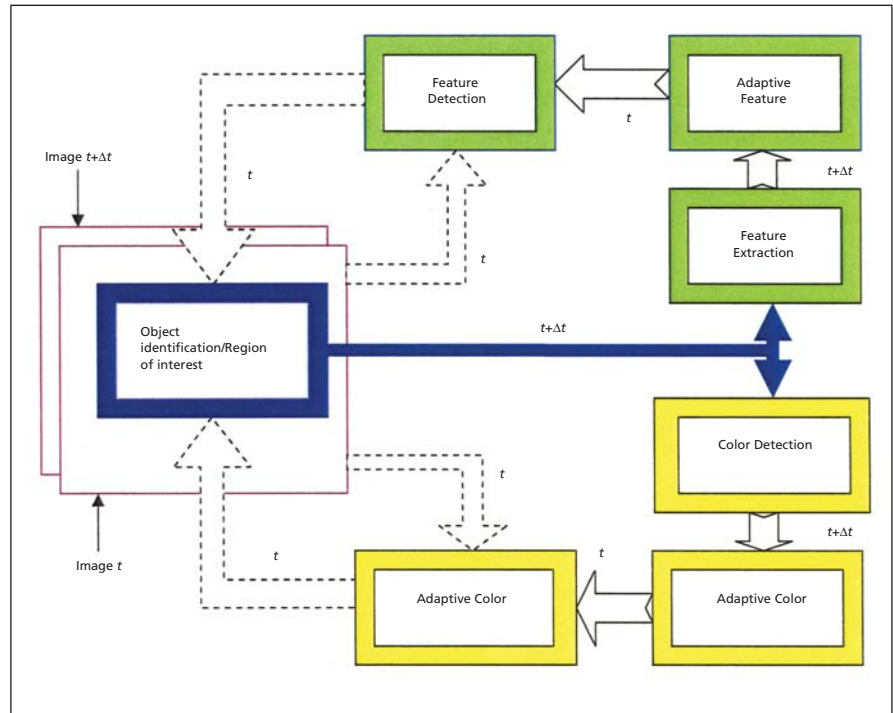 Feature
Detection
Adaptive
Feature
t
Image t+Δt
t
t+Δt
Feature
Extraction
t
Object
identification/Region
of interest
t+Δt
Color Detection
t
t+Δt
Image t
t
t
Adaptive Color
Adaptive Color